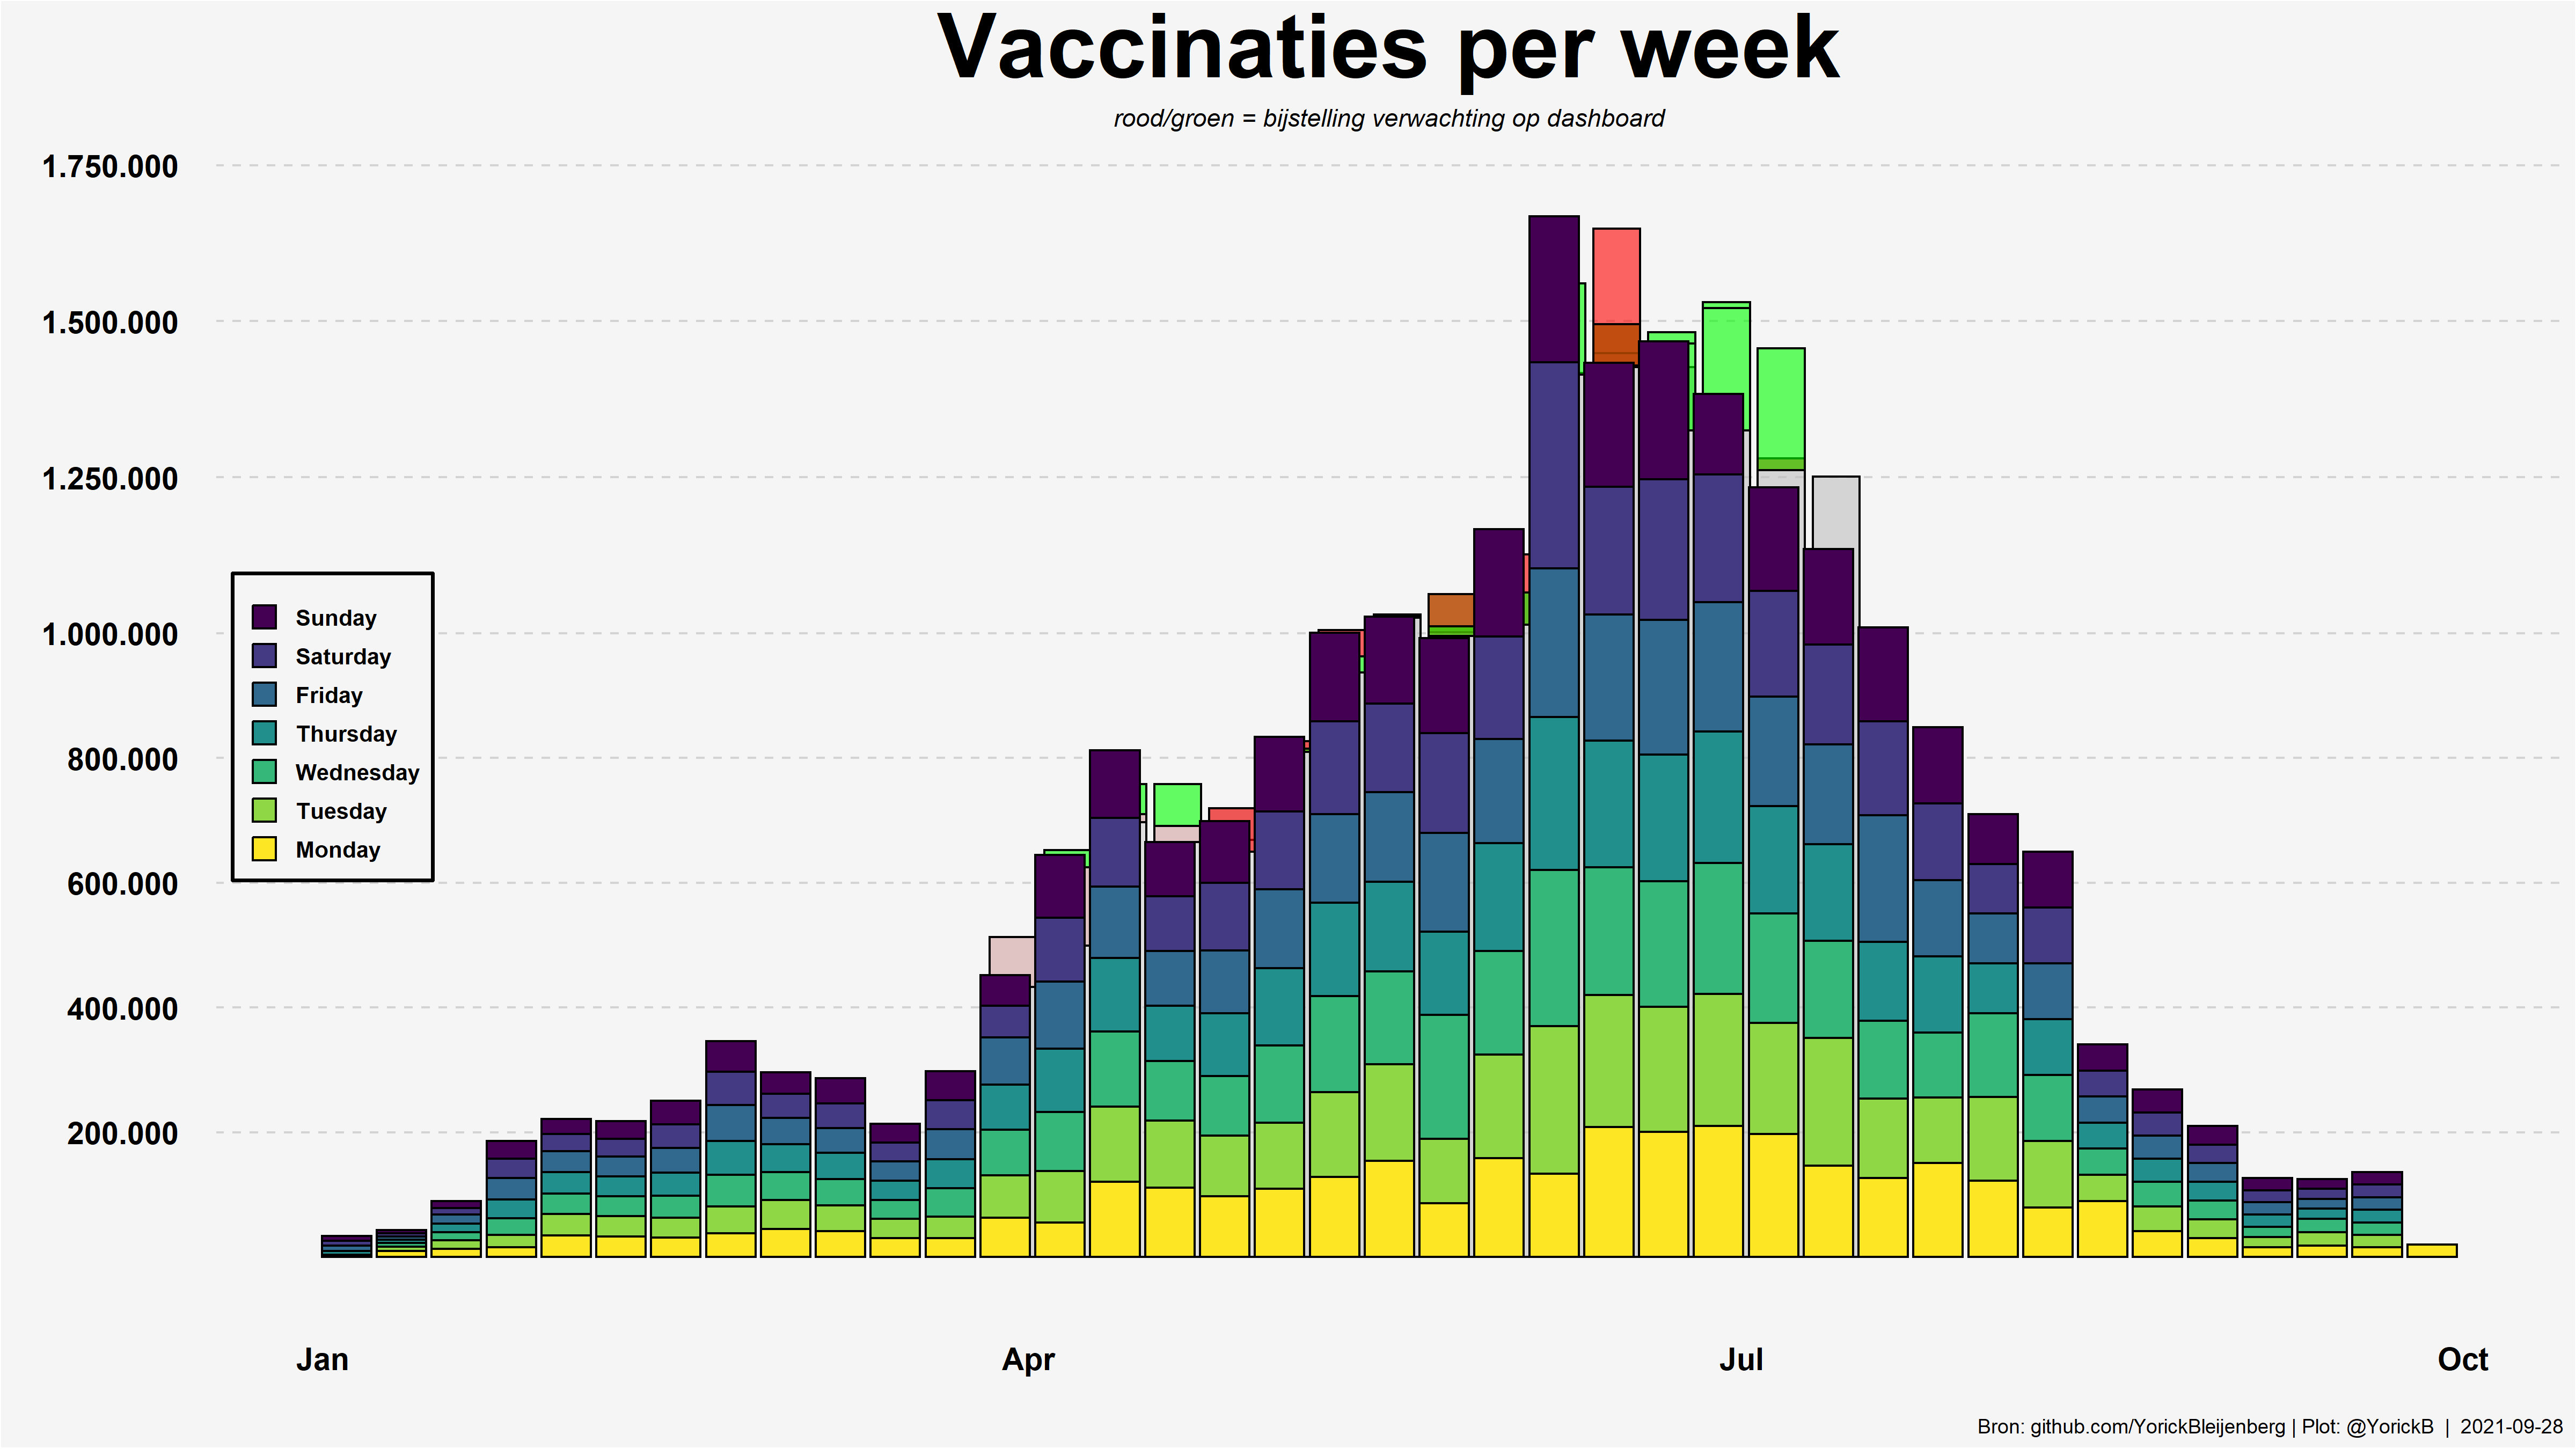 Vaccinaties per week
rood/groen = bijstelling verwachting op dashboard
1.750.000
1.500.000
1.250.000
1.000.000
800.000
600.000
400.000
200.000
Sunday
Saturday
Friday
Thursday
Wednesday
Tuesday
Monday
Jan
Apr
Jul
Oct
Bron: github.com/YorickBleijenberg | Plot: @YorickB | 2021-09-28